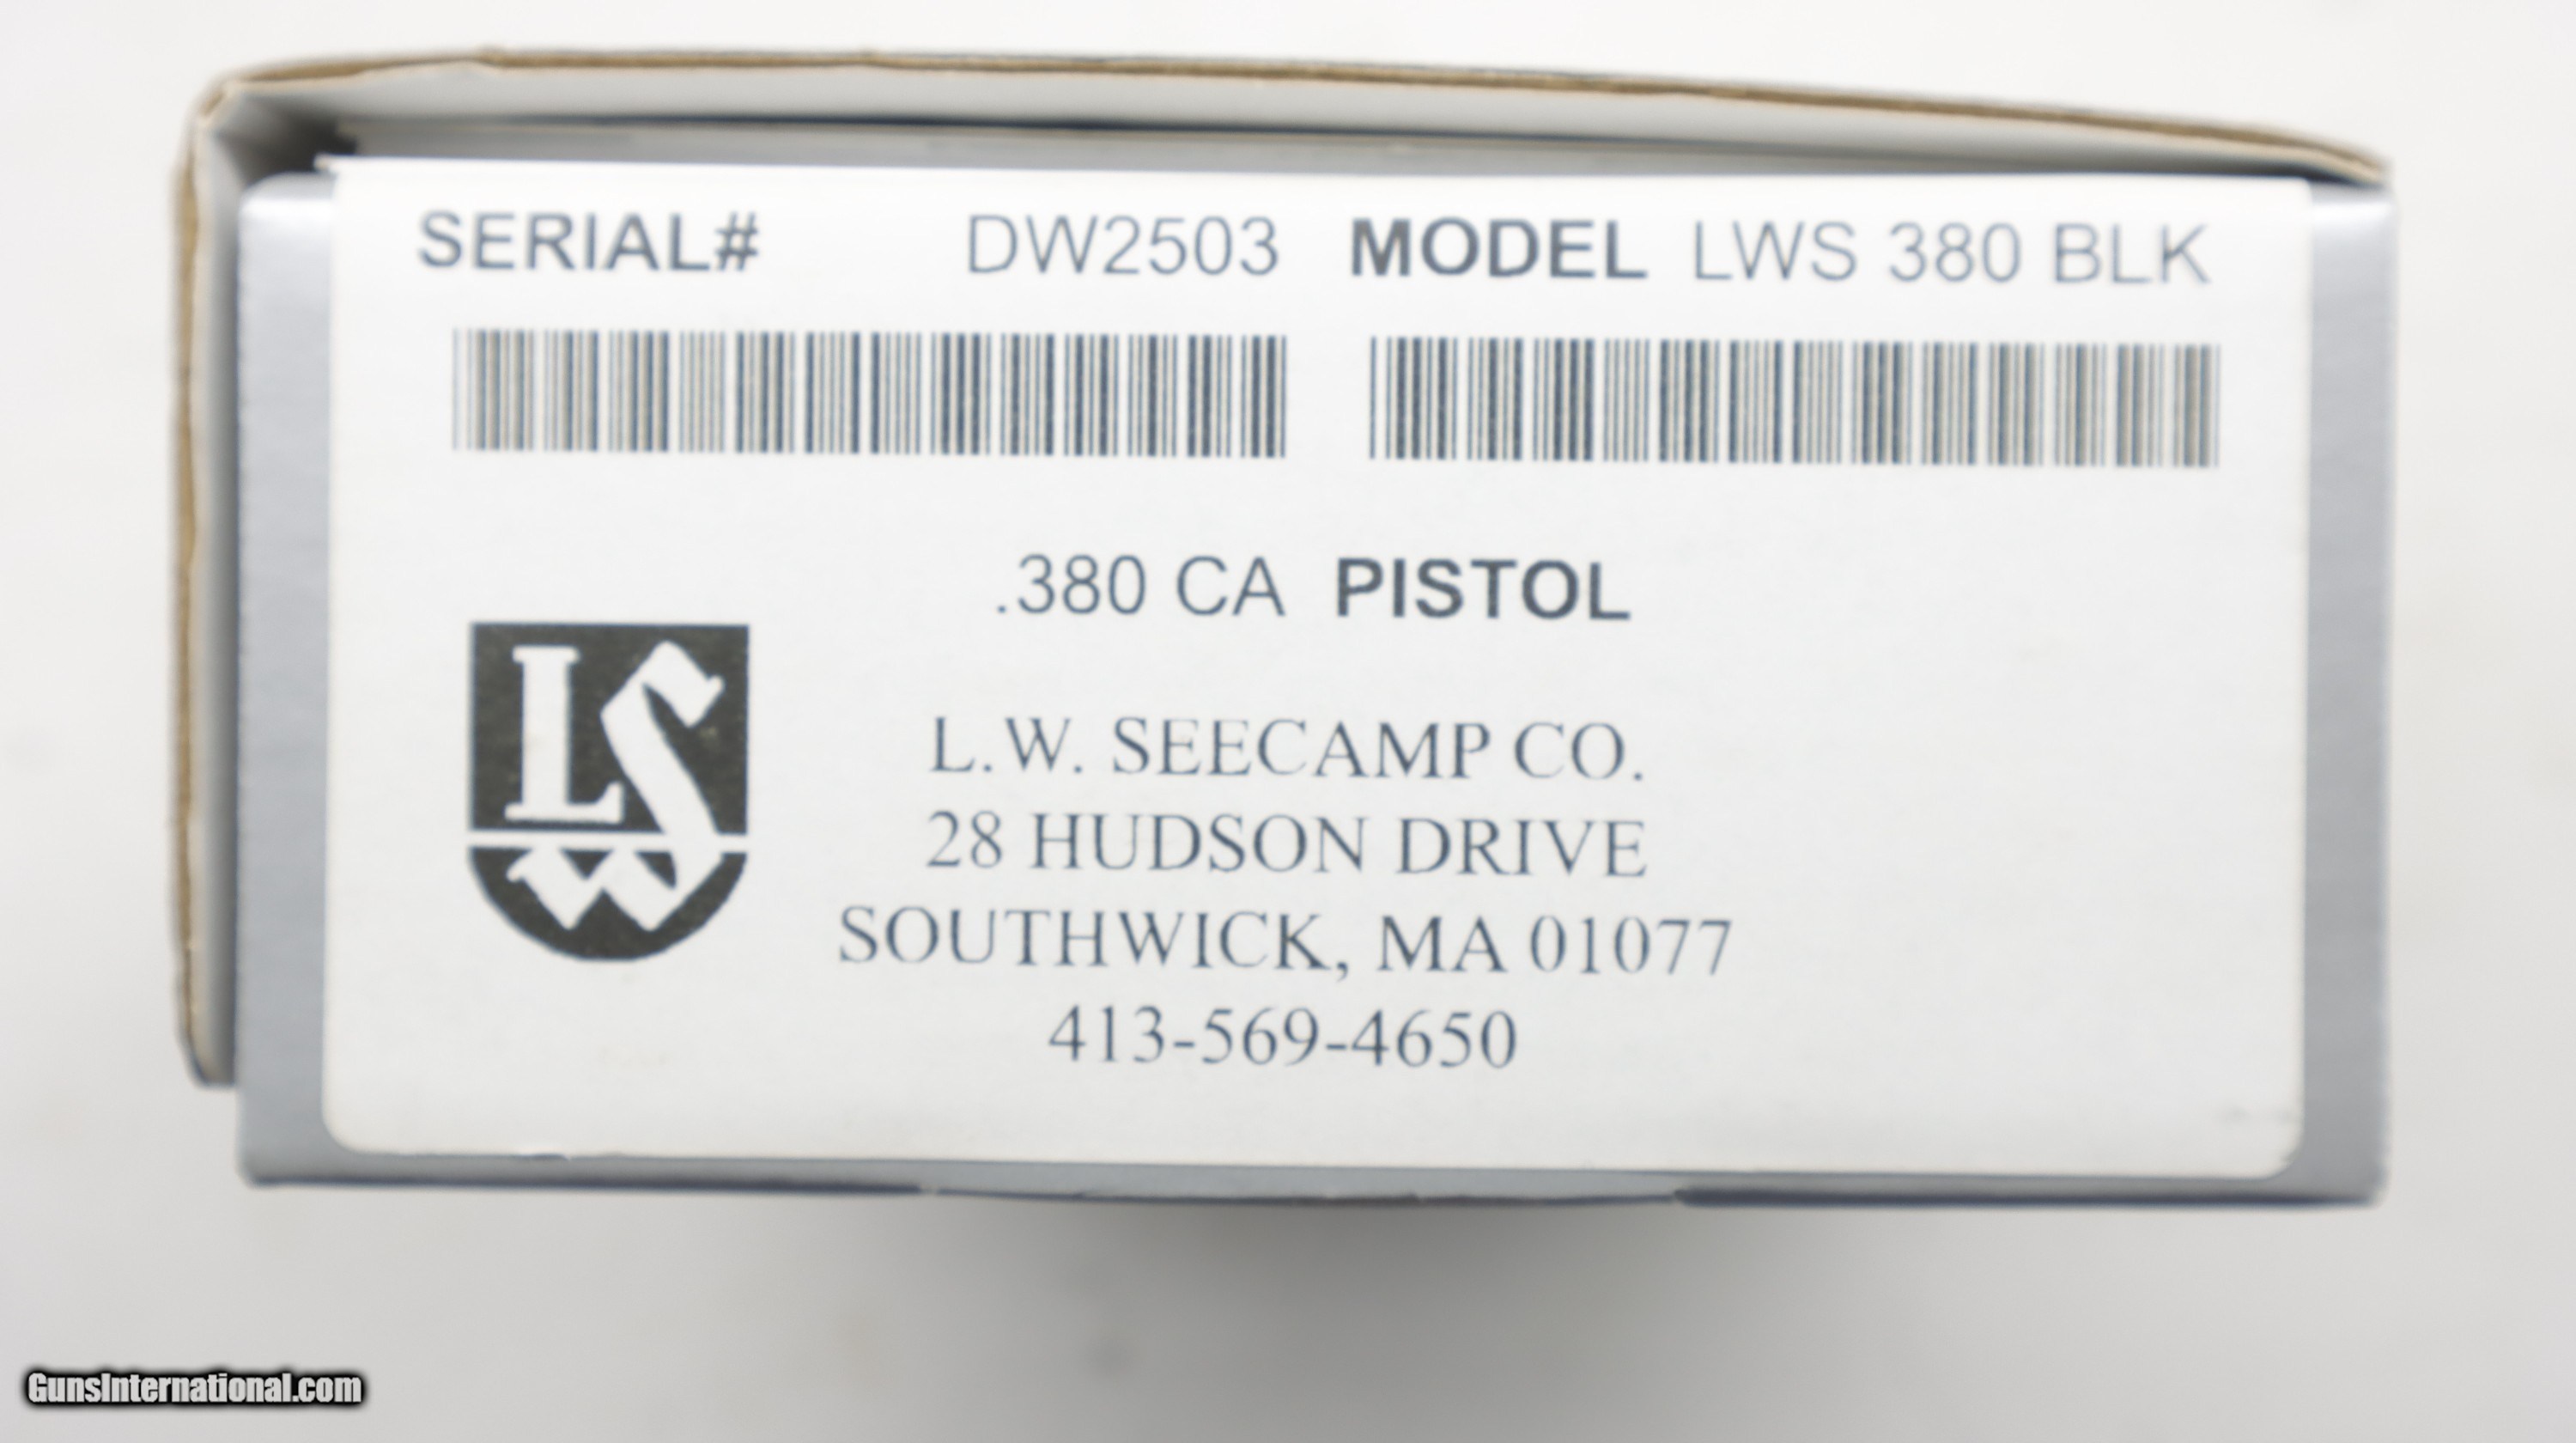 SERIAL# DW2503 MODEL LWS 380 BLK
.380 CA PISTOL
LSW
L.W. SEECAMP CO.
28 HUDSON DRIVE
SOUTHWICK, MA 01077
413-569-4650
GunsInternational.com